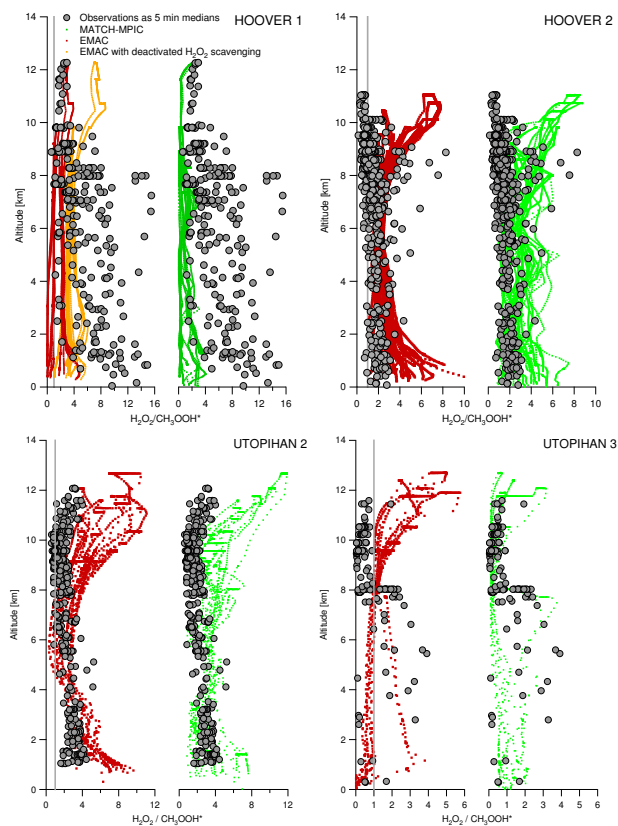 HOOVER 1
Observations as 5 min medians
MATCH-MPIC
EMAC
EMAC with deactivated H₂O₂ scavenging
14
12
10
8
6
4
2
0
Altitude [km]
0 4 8 12 16
0 4 8 12 16
H₂O₂/CH₃OOH*
HOOVER 2
14
12
10
8
6
4
2
0
Altitude [km]
0 2 4 6 8 10
0 2 4 6 8 10
H₂O₂/CH₃OOH*
UTOPIHAN 2
14
12
10
8
6
4
2
0
Altitude [km]
0 4 8 12
0 4 8 12
H₂O₂ / CH₃OOH*
UTOPIHAN 3
14
12
10
8
6
4
2
0
Altitude [km]
0 1 2 3 4 5 6
0 1 2 3 4 5 6
H₂O₂ / CH₃OOH*